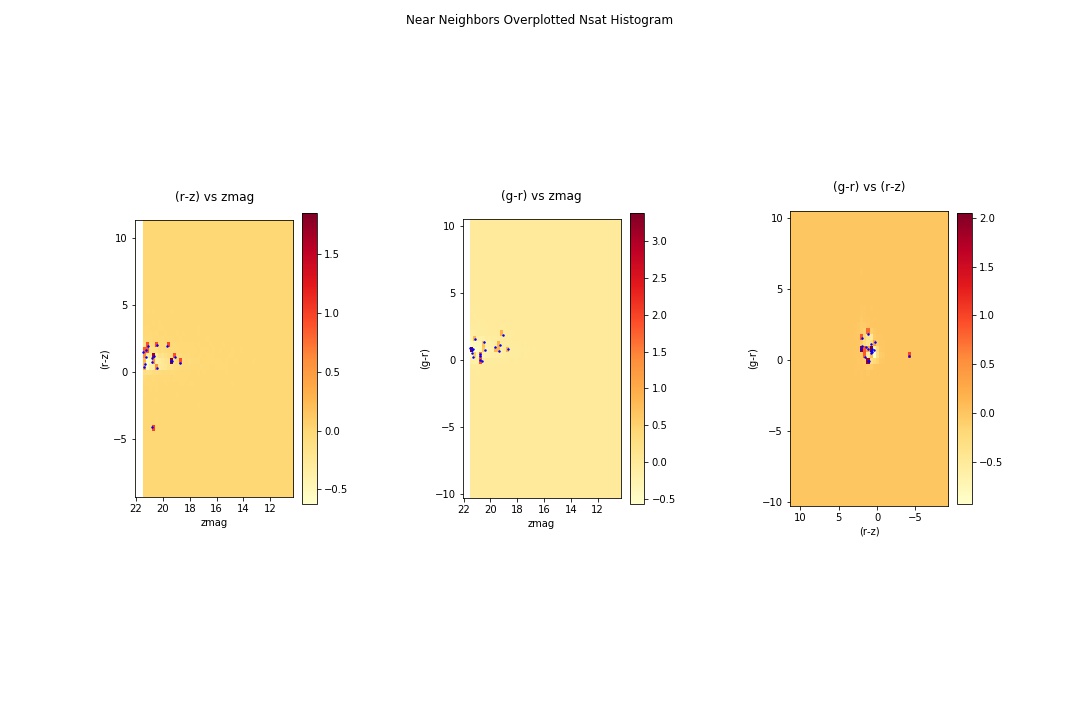 Near Neighbors Overplotted Nsat Histogram
(r-z) vs zmag
10
5
0
−5
(r-z)
22 20 18 16 14 12
zmag
1.5
1.0
0.5
0.0
−0.5
(g-r) vs zmag
10
5
0
−5
−10
(g-r)
22 20 18 16 14 12
zmag
3.0
2.5
2.0
1.5
1.0
0.5
0.0
−0.5
(g-r) vs (r-z)
10
5
0
−5
−10
(g-r)
10 5 0 −5
(r-z)
2.0
1.5
1.0
0.5
0.0
−0.5